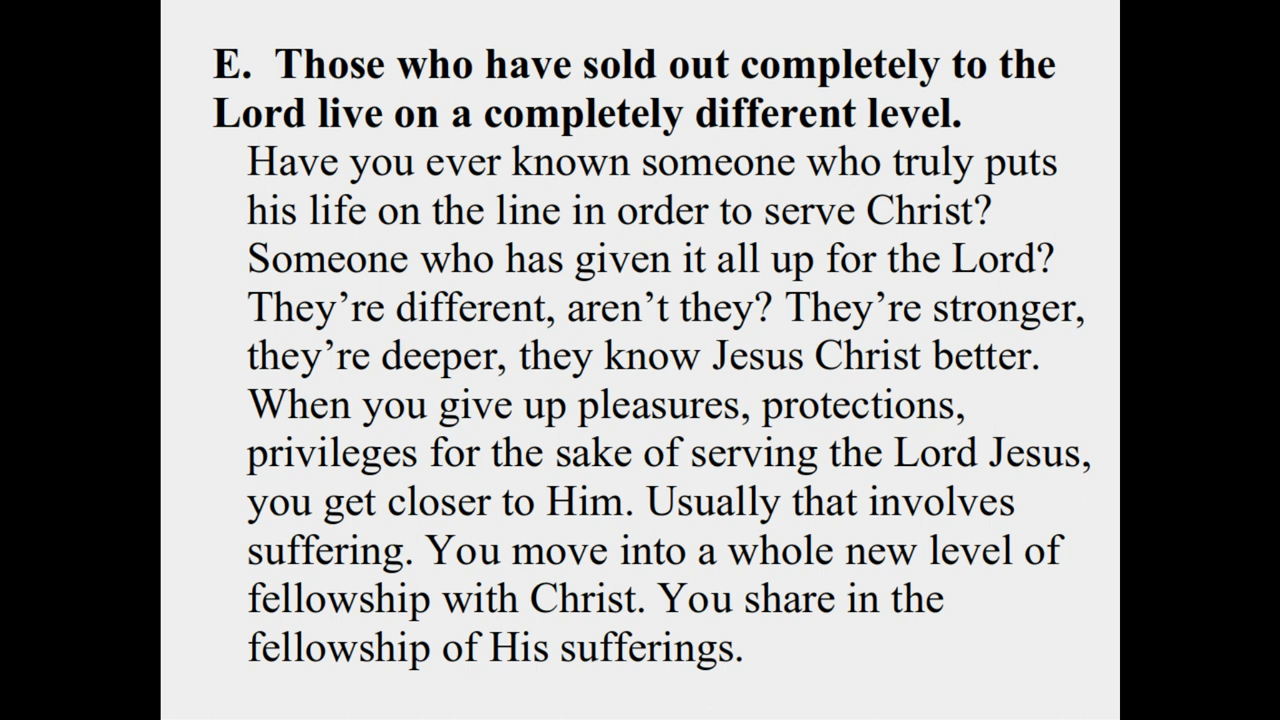 E. Those who have sold out completely to the
Lord live on a completely different level.
Have you ever known someone who truly puts
his life on the line in order to serve Christ?
Someone who has given it all up for the Lord?
They’re different, aren’t they? They’re stronger,
they’re deeper, they know Jesus Christ better.
When you give up pleasures, protections,
privileges for the sake of serving the Lord Jesus,
you get closer to Him. Usually that involves
suffering. You move into a whole new level of
fellowship with Christ. You share in the
fellowship of His sufferings.